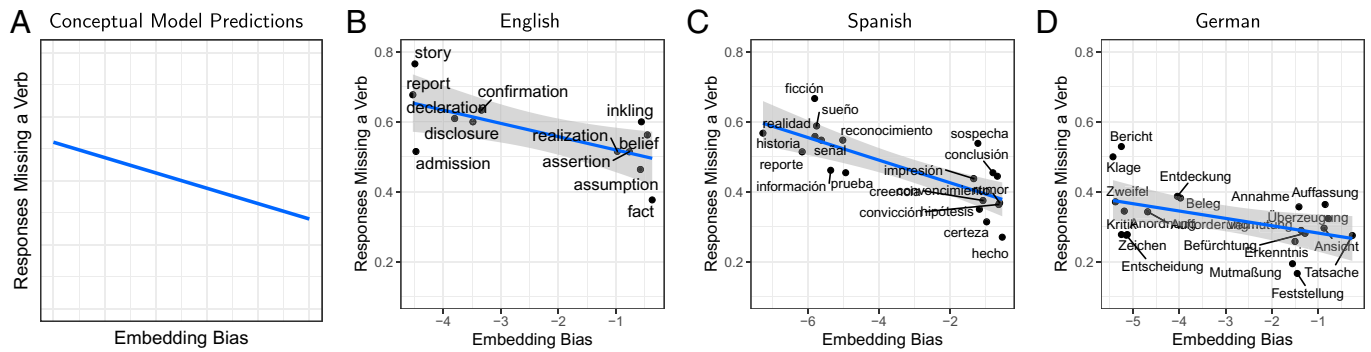 A
Conceptual Model Predictions
Responses Missing a Verb
Embedding Bias
B
English
Responses Missing a Verb
0.8
0.6
0.4
0.2
story
report
declaration
confirmation
disclosure
admission
inkling
realization
belief
assertion
assumption
fact
−4
−3
−2
−1
Embedding Bias
C
Spanish
Responses Missing a Verb
0.8
0.6
0.4
0.2
ficción
sueño
realidad
reconocimiento
historia
señal
reporte
información
prueba
sospecha
conclusión
impresión
creencia
convencimiento
rumor
convicción
hipótesis
certeza
hecho
−6
−4
−2
Embedding Bias
D
German
Responses Missing a Verb
0.8
0.6
0.4
0.2
Bericht
Klage
Entdeckung
Zweifel
Beleg
Annahme
Auffassung
Kritik
Anordnung
Aufforderung
Vermutung
Überzeugung
Zeichen
Befürchtung
Erkenntnis
Ansicht
Entscheidung
Mutmaßung
Tatsache
Feststellung
−5
−4
−3
−2
−1
Embedding Bias